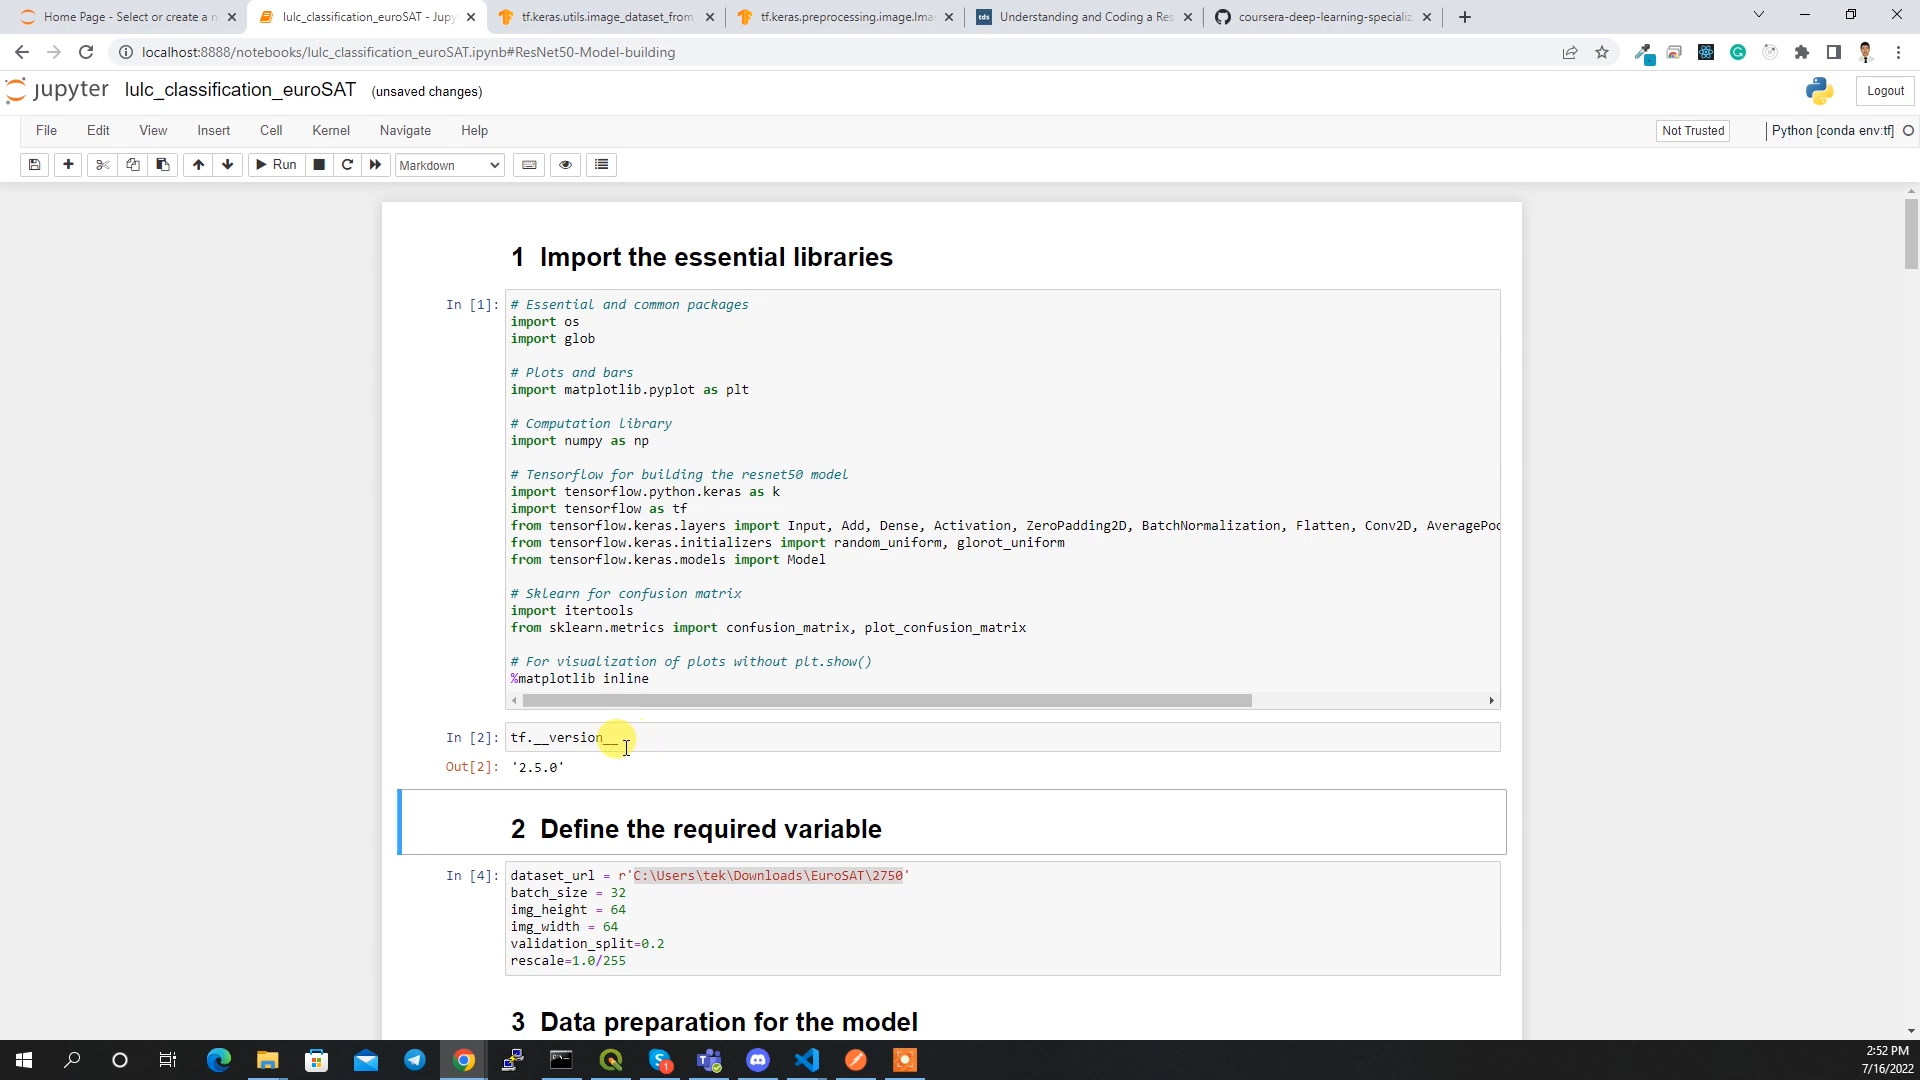 Home Page - Select or create a n
lulc_classification_euroSAT - Jupy
tf.keras.utils.image_dataset_from_
tf.keras.preprocessing.image.Ima
tds Understanding and Coding a Res
coursera-deep-learning-specializ
localhost:8888/notebooks/lulc_classification_euroSAT.ipynb#ResNet50-Model-building
jupyter lulc_classification_euroSAT (unsaved changes)
Logout
File Edit View Insert Cell Kernel Navigate Help
Not Trusted
Python [conda env:tf]
Run
Markdown
1 Import the essential libraries
In [1]: # Essential and common packages
import os
import glob
# Plots and bars
import matplotlib.pyplot as plt
# Computation library
import numpy as np
# Tensorflow for building the resnet50 model
import tensorflow.python.keras as k
import tensorflow as tf
from tensorflow.keras.layers import Input, Add, Dense, Activation, ZeroPadding2D, BatchNormalization, Flatten, Conv2D, AveragePoo
from tensorflow.keras.initializers import random_uniform, glorot_uniform
from tensorflow.keras.models import Model
# Sklearn for confusion matrix
import itertools
from sklearn.metrics import confusion_matrix, plot_confusion_matrix
# For visualization of plots without plt.show()
%matplotlib inline
In [2]: tf.__version__
Out[2]: '2.5.0'
2 Define the required variable
In [4]: dataset_url = r'C:\Users\tek\Downloads\EuroSAT\2750'
batch_size = 32
img_height = 64
img_width = 64
validation_split=0.2
rescale=1.0/255
3 Data preparation for the model
2:52 PM
7/16/2022